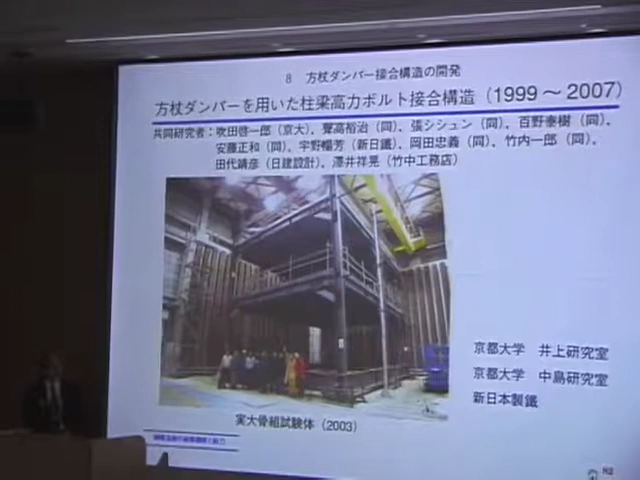 8 方杖ダンパー接合構造の開発
方杖ダンパーを用いた柱梁高力ボルト接合構造（1999～2007）
共同研究者：吹田啓一郎（京大）、聲高裕治（同）、張シシュン（同）、百野泰樹（同）、
安藤正和（同）、宇野暢芳（新日鐵）、岡田忠義（同）、竹内一郎（同）、
田代靖彦（日建設計）、澤井祥晃（竹中工務店）
京都大学 井上研究室
京都大学 中島研究室
新日本製鐵
実大骨組試験体（2003）